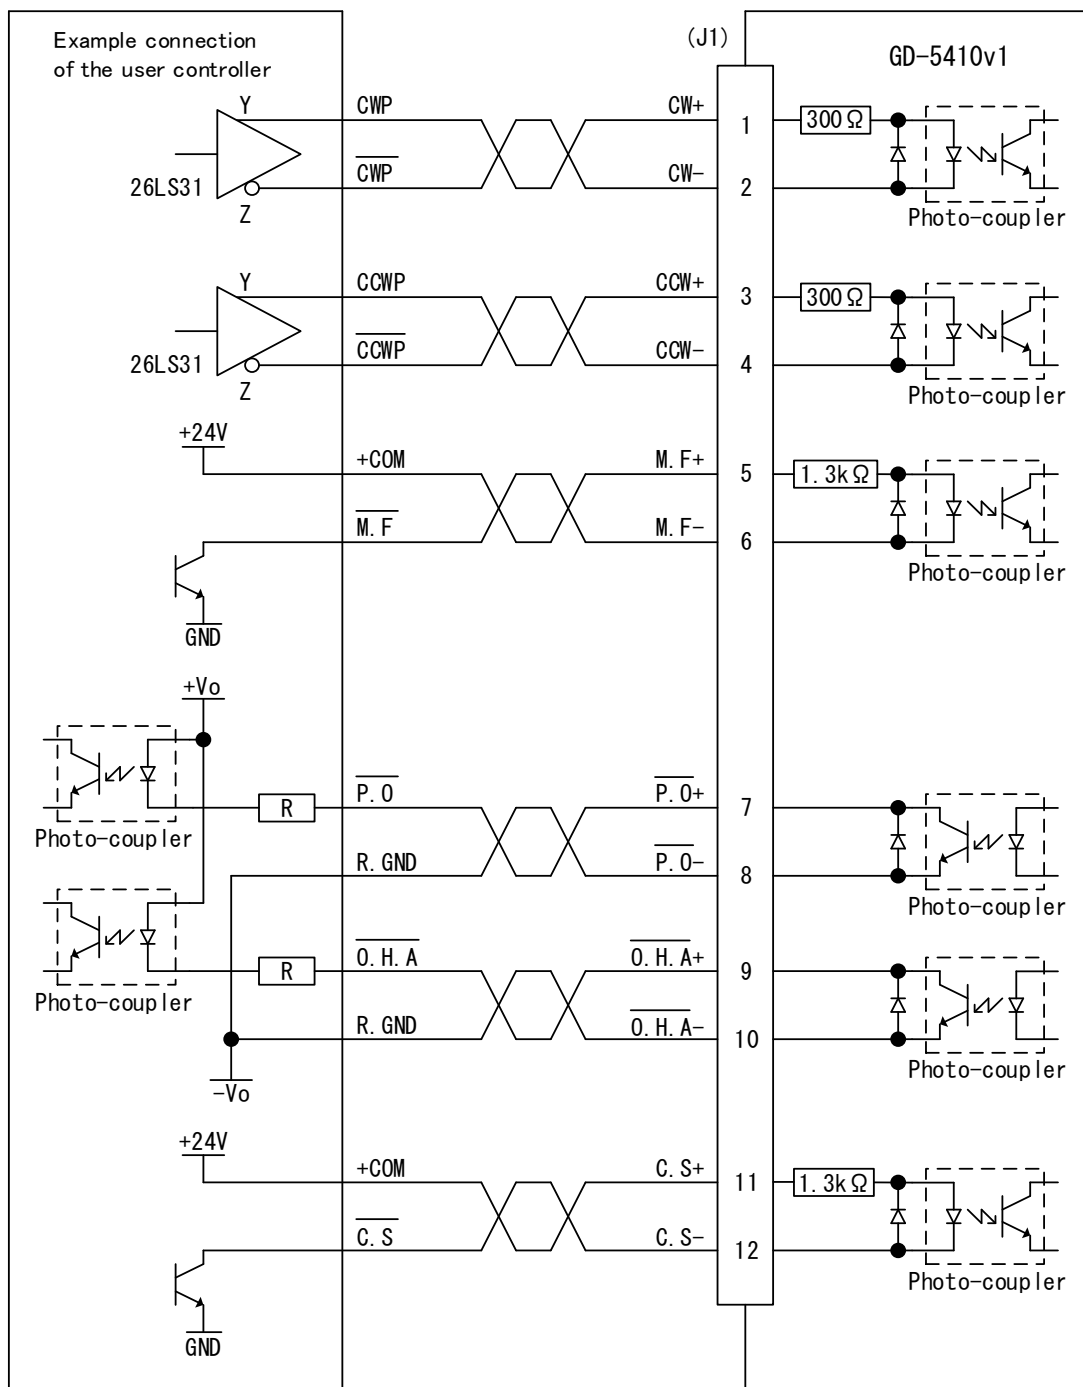 Example connection
of the user controller
(J1)
GD-5410v1
Y
CWP
CW+
1
300Ω
26LS31
C̅W̅P̅
CW-
2
Z
Photo-coupler
Y
CCWP
CCW+
3
300Ω
26LS31
C̅C̅W̅P̅
CCW-
4
Z
Photo-coupler
+24V
+COM
M.F+
5
1.3kΩ
M̅.̅F̅
M.F-
6
Photo-coupler
GND
+Vo
P̅.̅O̅
P̅.̅O̅+
7
R
Photo-coupler
R.GND
P̅.̅O̅-
8
Photo-coupler
O̅.̅H̅.̅A̅
O̅.̅H̅.̅A̅+
9
R
Photo-coupler
R.GND
O̅.̅H̅.̅A̅-
10
Photo-coupler
-Vo
+24V
+COM
C.S+
11
1.3kΩ
C̅.̅S̅
C.S-
12
Photo-coupler
GND